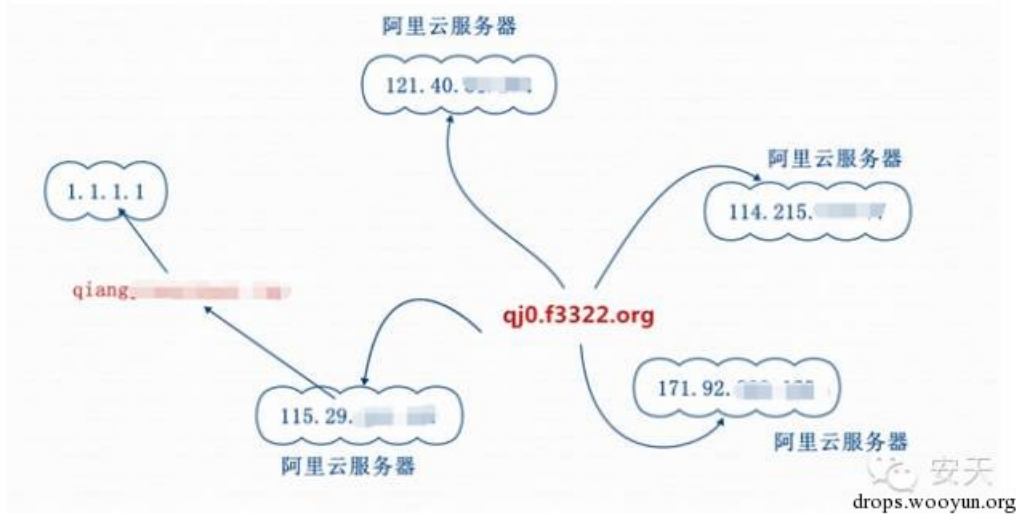 阿里云服务器
121.40.
阿里云服务器
1.1.1.1
114.215.
qiang
qj0.f3322.org
171.92.
115.29.
阿里云服务器
阿里云服务器
安天
drops.wooyun.org